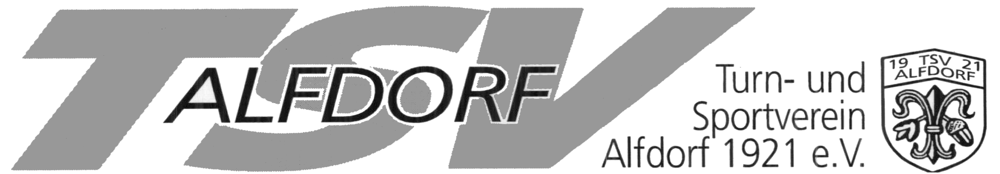 TSV
ALFDORF
Turn- und
Sportverein
Alfdorf 1921 e.V.
19 TSV 21
ALFDORF